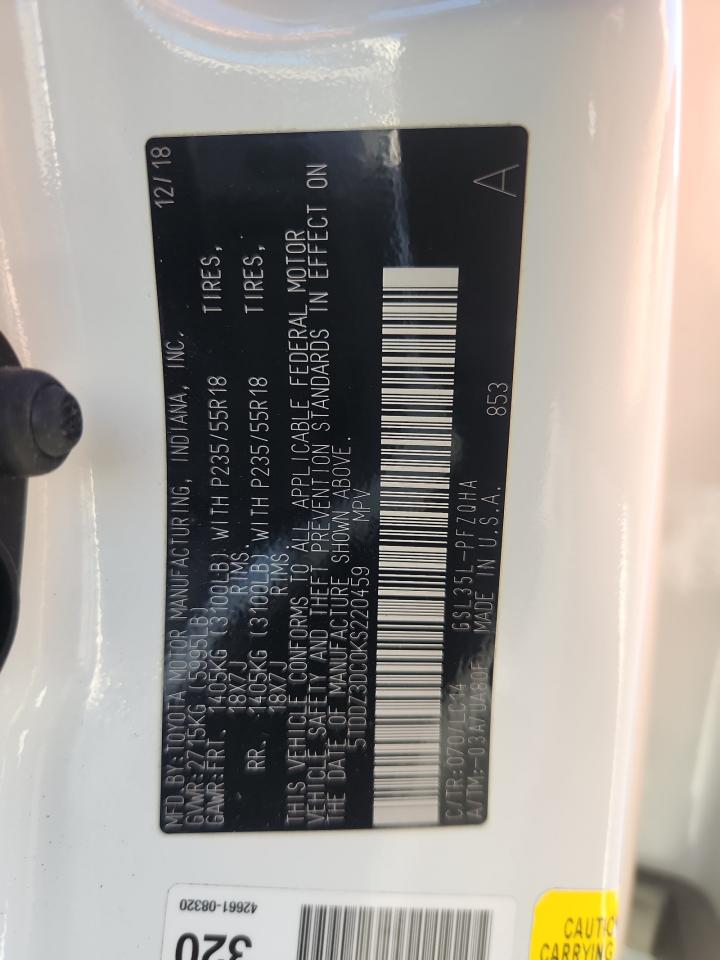 MFD.BY:TOYOTA MOTOR MANUFACTURING, INDIANA, INC. 12/18
GVWR:2715KG (5995LB)
GAWR:FRT. 1405KG (3100LB) WITH P235/55R18 TIRES,
18X7J RIMS.
RR. 1405KG (3100LB) WITH P235/55R18 TIRES,
18X7J RIMS.
THIS VEHICLE CONFORMS TO ALL APPLICABLE FEDERAL MOTOR
VEHICLE SAFETY AND THEFT PREVENTION STANDARDS IN EFFECT ON
THE DATE OF MANUFACTURE SHOWN ABOVE.
5TDDZ3DC0KS220459 MPV
C/TR:070/LC14 GSL35L-PFZQHA
A/TM:-03A/UA80F MADE IN U.S.A. 853
A
42661-08320
320
CAUTIO
CARRYING